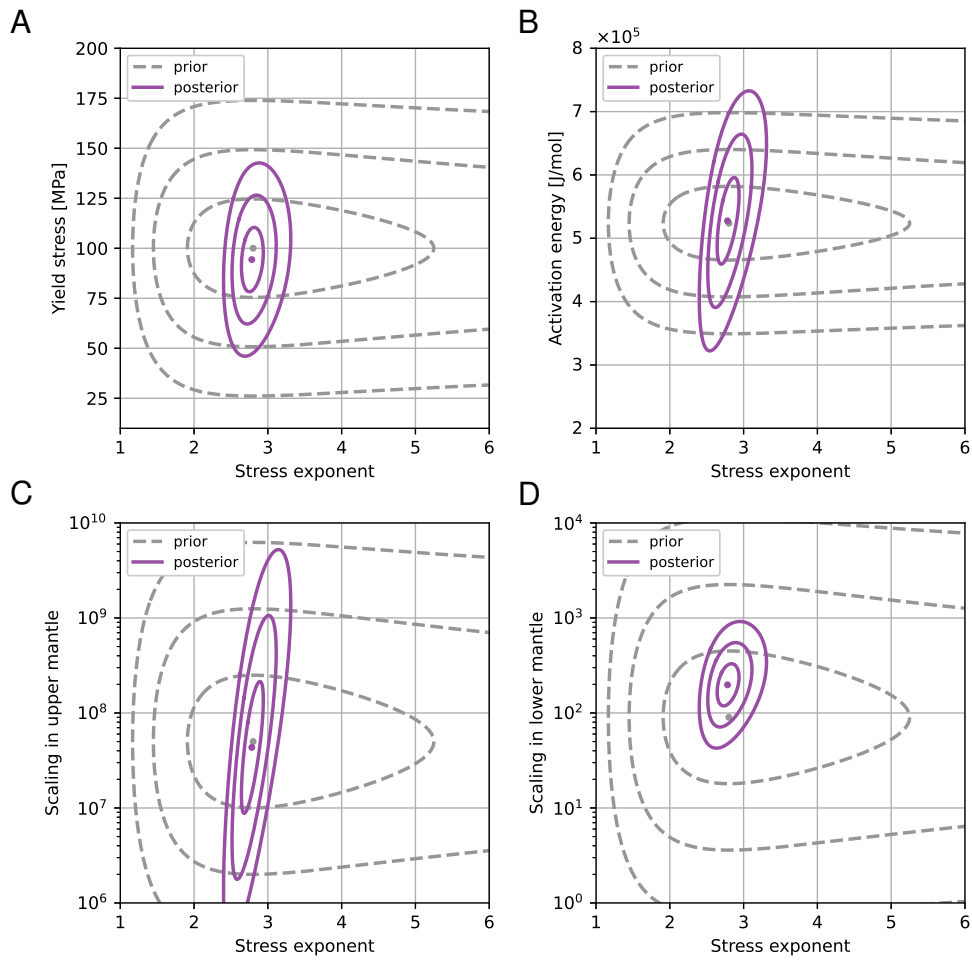 A
prior
posterior
200
175
150
125
100
75
50
25
Yield stress [MPa]
1 2 3 4 5 6
Stress exponent
B
×10⁵
prior
posterior
8
7
6
5
4
3
2
Activation energy [J/mol]
1 2 3 4 5 6
Stress exponent
C
prior
posterior
10¹⁰
10⁹
10⁸
10⁷
10⁶
Scaling in upper mantle
1 2 3 4 5 6
Stress exponent
D
prior
posterior
10⁴
10³
10²
10¹
10⁰
Scaling in lower mantle
1 2 3 4 5 6
Stress exponent